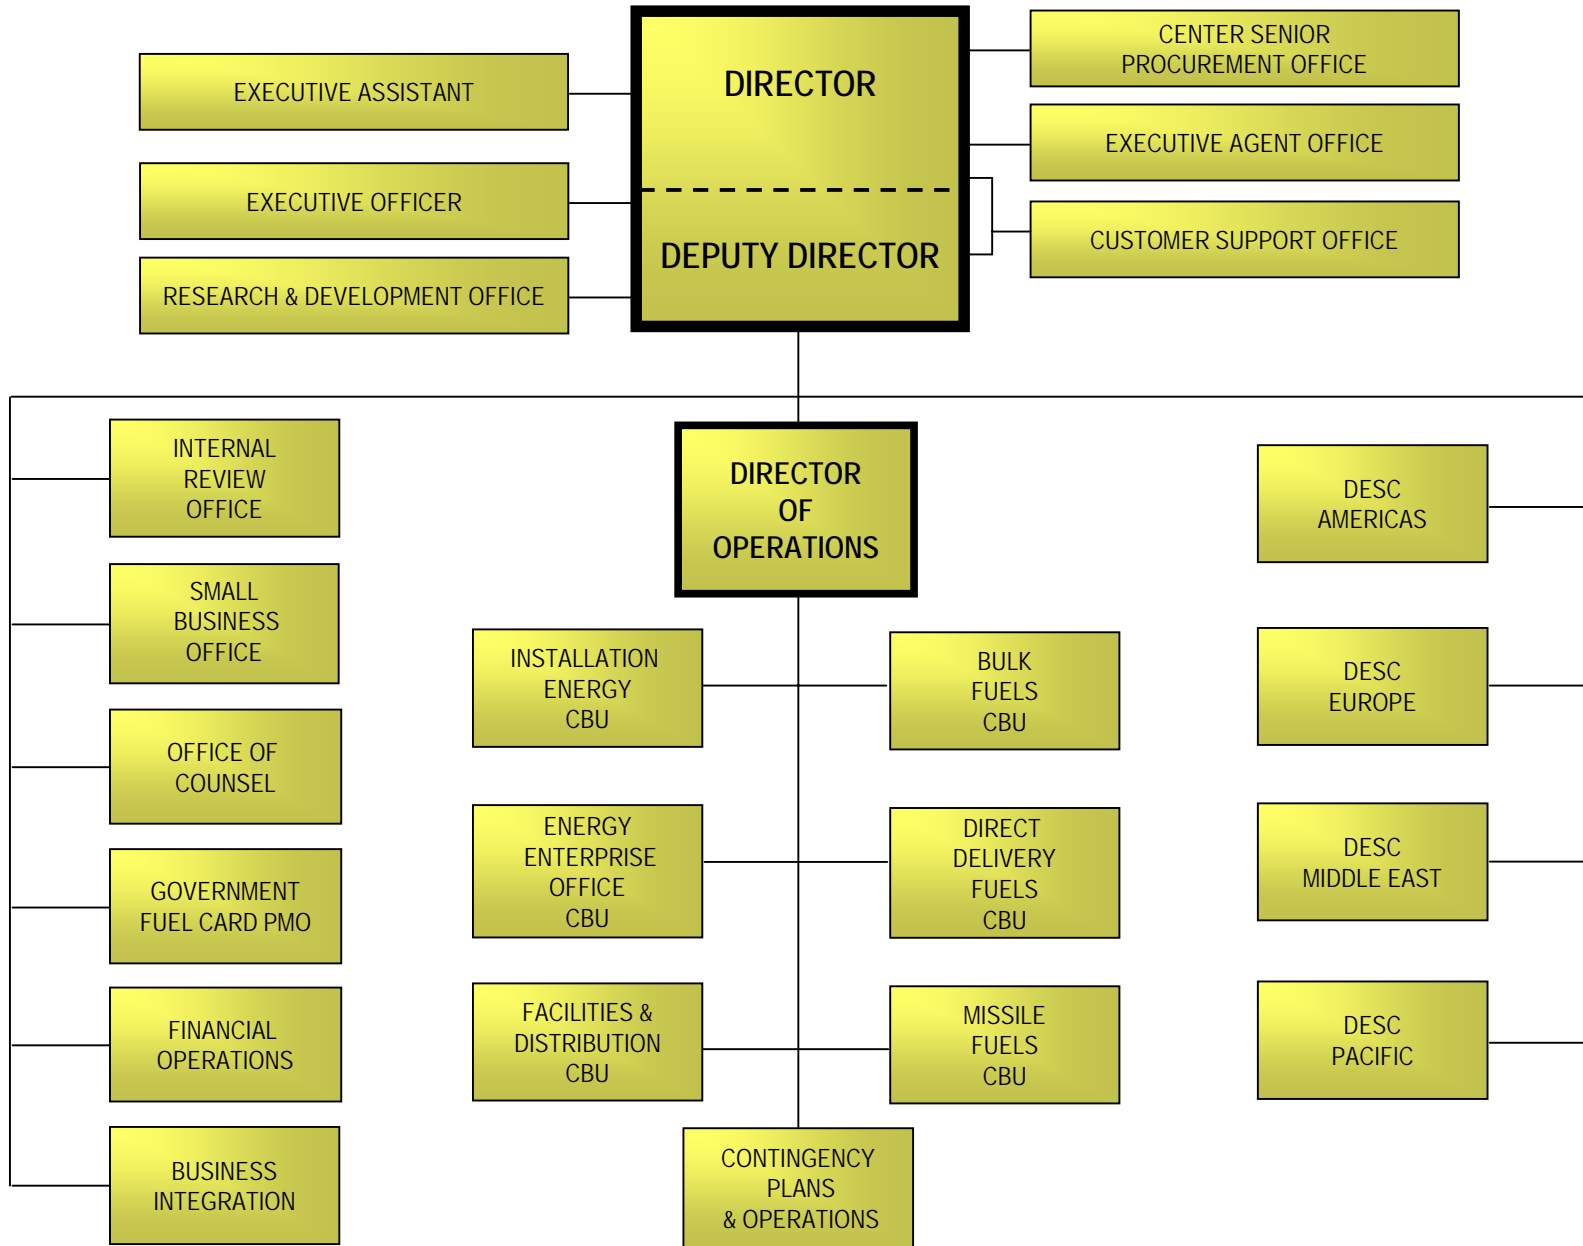 EXECUTIVE ASSISTANT
EXECUTIVE OFFICER
RESEARCH & DEVELOPMENT OFFICE
DIRECTOR
DEPUTY DIRECTOR
CENTER SENIOR
PROCUREMENT OFFICE
EXECUTIVE AGENT OFFICE
CUSTOMER SUPPORT OFFICE
INTERNAL
REVIEW
OFFICE
SMALL
BUSINESS
OFFICE
OFFICE OF
COUNSEL
GOVERNMENT
FUEL CARD PMO
FINANCIAL
OPERATIONS
BUSINESS
INTEGRATION
DIRECTOR
OF
OPERATIONS
INSTALLATION
ENERGY
CBU
BULK
FUELS
CBU
ENERGY
ENTERPRISE
OFFICE
CBU
DIRECT
DELIVERY
FUELS
CBU
FACILITIES &
DISTRIBUTION
CBU
MISSILE
FUELS
CBU
CONTINGENCY
PLANS
& OPERATIONS
DESC
AMERICAS
DESC
EUROPE
DESC
MIDDLE EAST
DESC
PACIFIC